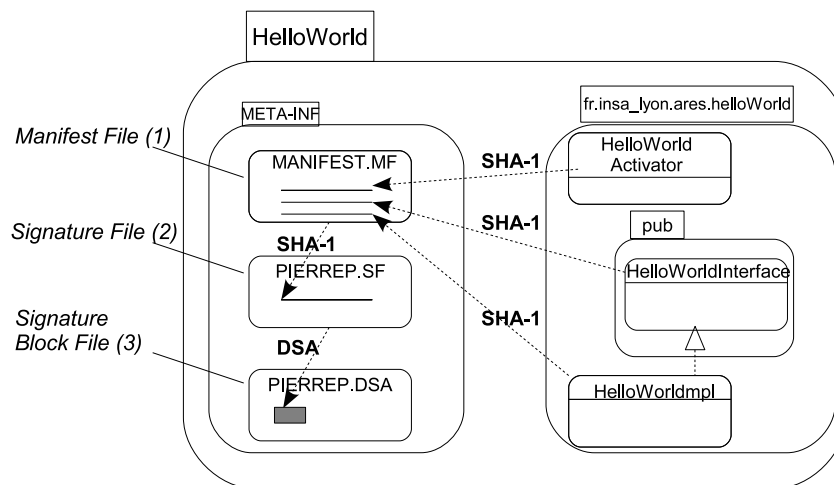 HelloWorld
META-INF
Manifest File (1)
MANIFEST.MF
SHA-1
Signature File (2)
PIERREP.SF
DSA
Signature
Block File (3)
PIERREP.DSA
fr.insa_lyon.ares.helloWorld
SHA-1
HelloWorld
Activator
SHA-1
pub
HelloWorldInterface
SHA-1
HelloWorldmpl